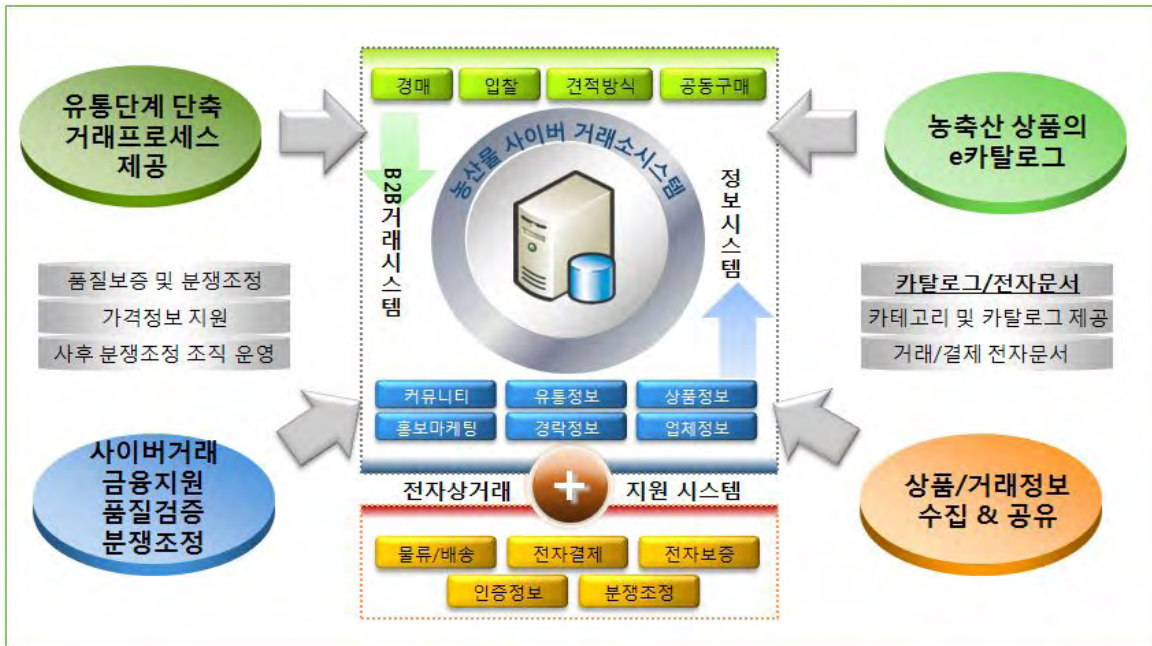 유통단계 단축
거래프로세스
제공
경매
입찰
견적방식
공동구매
농축산 상품의
e카탈로그
농산물 사이버 거래소시스템
B2B거래시스템
정보시스템
품질보증 및 분쟁조정
가격정보 지원
사후 분쟁조정 조직 운영
카탈로그/전자문서
카테고리 및 카탈로그 제공
거래/결제 전자문서
커뮤니티
유통정보
상품정보
홍보마케팅
경락정보
업체정보
사이버거래
금융지원
품질검증
분쟁조정
전자상거래 + 지원 시스템
상품/거래정보
수집 & 공유
물류/배송
전자결제
전자보증
인증정보
분쟁조정